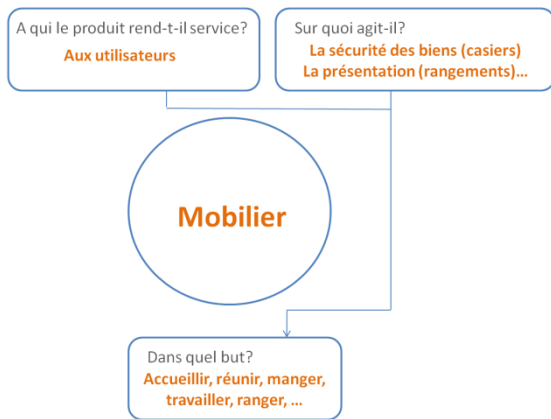 A qui le produit rend-t-il service?
Aux utilisateurs
Sur quoi agit-il?
La sécurité des biens (casiers)
La présentation (rangements)...
Mobilier
Dans quel but?
Accueillir, réunir, manger,
travailler, ranger, ...